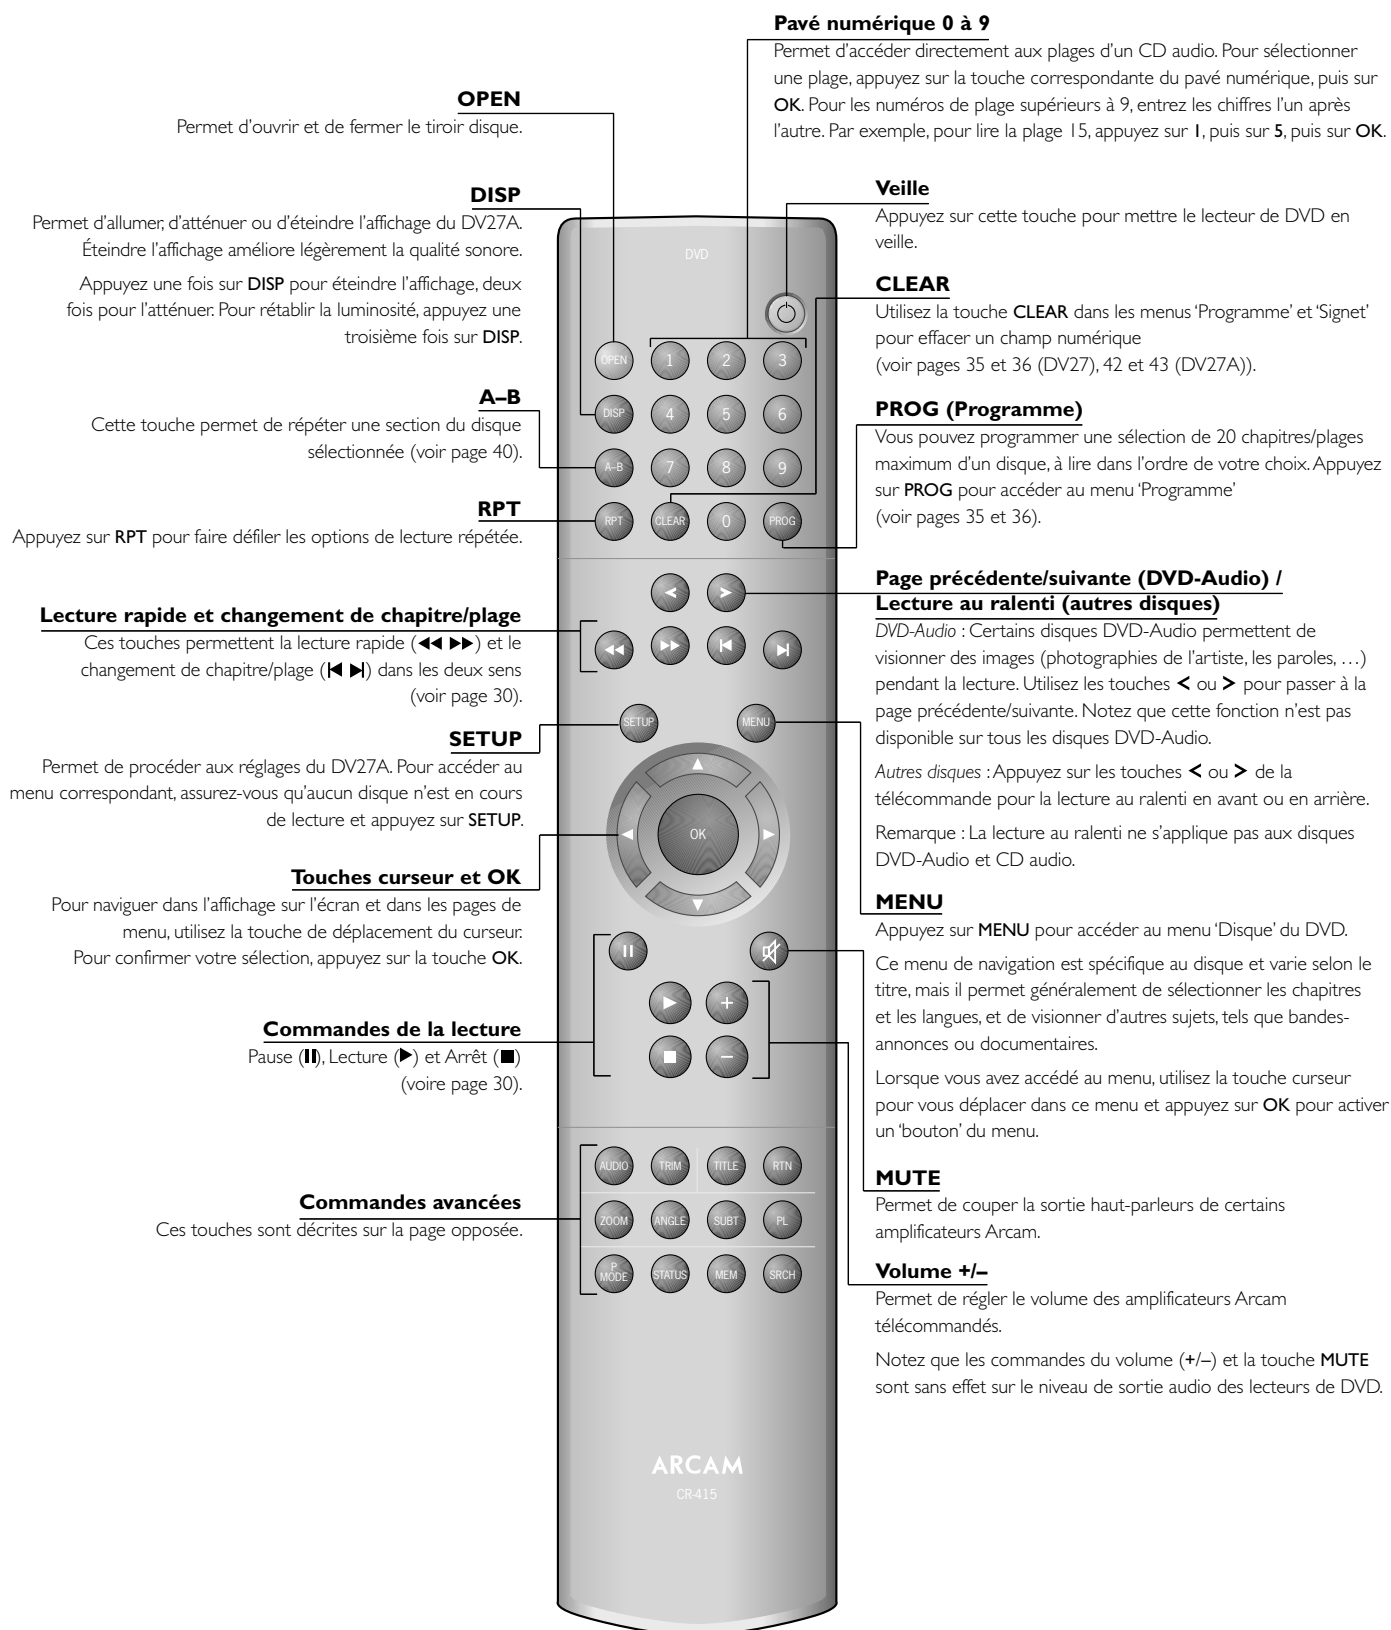 Pavé numérique 0 à 9
Permet d'accéder directement aux plages d'un CD audio. Pour sélectionner
une plage, appuyez sur la touche correspondante du pavé numérique, puis sur
OK. Pour les numéros de plage supérieurs à 9, entrez les chiffres l'un après
l'autre. Par exemple, pour lire la plage 15, appuyez sur 1, puis sur 5, puis sur OK.
OPEN
Permet d'ouvrir et de fermer le tiroir disque.
DISP
Permet d'allumer, d'atténuer ou d'éteindre l'affichage du DV27A.
Éteindre l'affichage améliore légèrement la qualité sonore.
Appuyez une fois sur DISP pour éteindre l'affichage, deux
fois pour l'atténuer. Pour rétablir la luminosité, appuyez une
troisième fois sur DISP.
A–B
Cette touche permet de répéter une section du disque
sélectionnée (voir page 40).
RPT
Appuyez sur RPT pour faire défiler les options de lecture répétée.
Lecture rapide et changement de chapitre/plage
Ces touches permettent la lecture rapide (◀◀ ▶▶) et le
changement de chapitre/plage (|◀ ▶|) dans les deux sens
(voir page 30).
SETUP
Permet de procéder aux réglages du DV27A. Pour accéder au
menu correspondant, assurez-vous qu'aucun disque n'est en cours
de lecture et appuyez sur SETUP.
Touches curseur et OK
Pour naviguer dans l'affichage sur l'écran et dans les pages de
menu, utilisez la touche de déplacement du curseur.
Pour confirmer votre sélection, appuyez sur la touche OK.
Commandes de la lecture
Pause (II), Lecture (▶) et Arrêt (■)
(voire page 30).
Commandes avancées
Ces touches sont décrites sur la page opposée.
DVD
OPEN 1 2 3
DISP 4 5 6
A–B 7 8 9
RPT CLEAR 0 PROG
< >
◀◀ ▶▶ |◀ ▶|
SETUP MENU
OK
+
–
AUDIO TRIM TITLE RTN
ZOOM ANGLE SUBT PL
P MODE STATUS MEM SRCH
ARCAM
CR-415
Veille
Appuyez sur cette touche pour mettre le lecteur de DVD en
veille.
CLEAR
Utilisez la touche CLEAR dans les menus 'Programme' et 'Signet'
pour effacer un champ numérique
(voir pages 35 et 36 (DV27), 42 et 43 (DV27A)).
PROG (Programme)
Vous pouvez programmer une sélection de 20 chapitres/plages
maximum d'un disque, à lire dans l'ordre de votre choix. Appuyez
sur PROG pour accéder au menu 'Programme'
(voir pages 35 et 36).
Page précédente/suivante (DVD-Audio) /
Lecture au ralenti (autres disques)
DVD-Audio : Certains disques DVD-Audio permettent de
visionner des images (photographies de l'artiste, les paroles, …)
pendant la lecture. Utilisez les touches < ou > pour passer à la
page précédente/suivante. Notez que cette fonction n'est pas
disponible sur tous les disques DVD-Audio.
Autres disques : Appuyez sur les touches < ou > de la
télécommande pour la lecture au ralenti en avant ou en arrière.
Remarque : La lecture au ralenti ne s'applique pas aux disques
DVD-Audio et CD audio.
MENU
Appuyez sur MENU pour accéder au menu 'Disque' du DVD.
Ce menu de navigation est spécifique au disque et varie selon le
titre, mais il permet généralement de sélectionner les chapitres
et les langues, et de visionner d'autres sujets, tels que bandes-
annonces ou documentaires.
Lorsque vous avez accédé au menu, utilisez la touche curseur
pour vous déplacer dans ce menu et appuyez sur OK pour activer
un 'bouton' du menu.
MUTE
Permet de couper la sortie haut-parleurs de certains
amplificateurs Arcam.
Volume +/–
Permet de régler le volume des amplificateurs Arcam
télécommandés.
Notez que les commandes du volume (+/–) et la touche MUTE
sont sans effet sur le niveau de sortie audio des lecteurs de DVD.